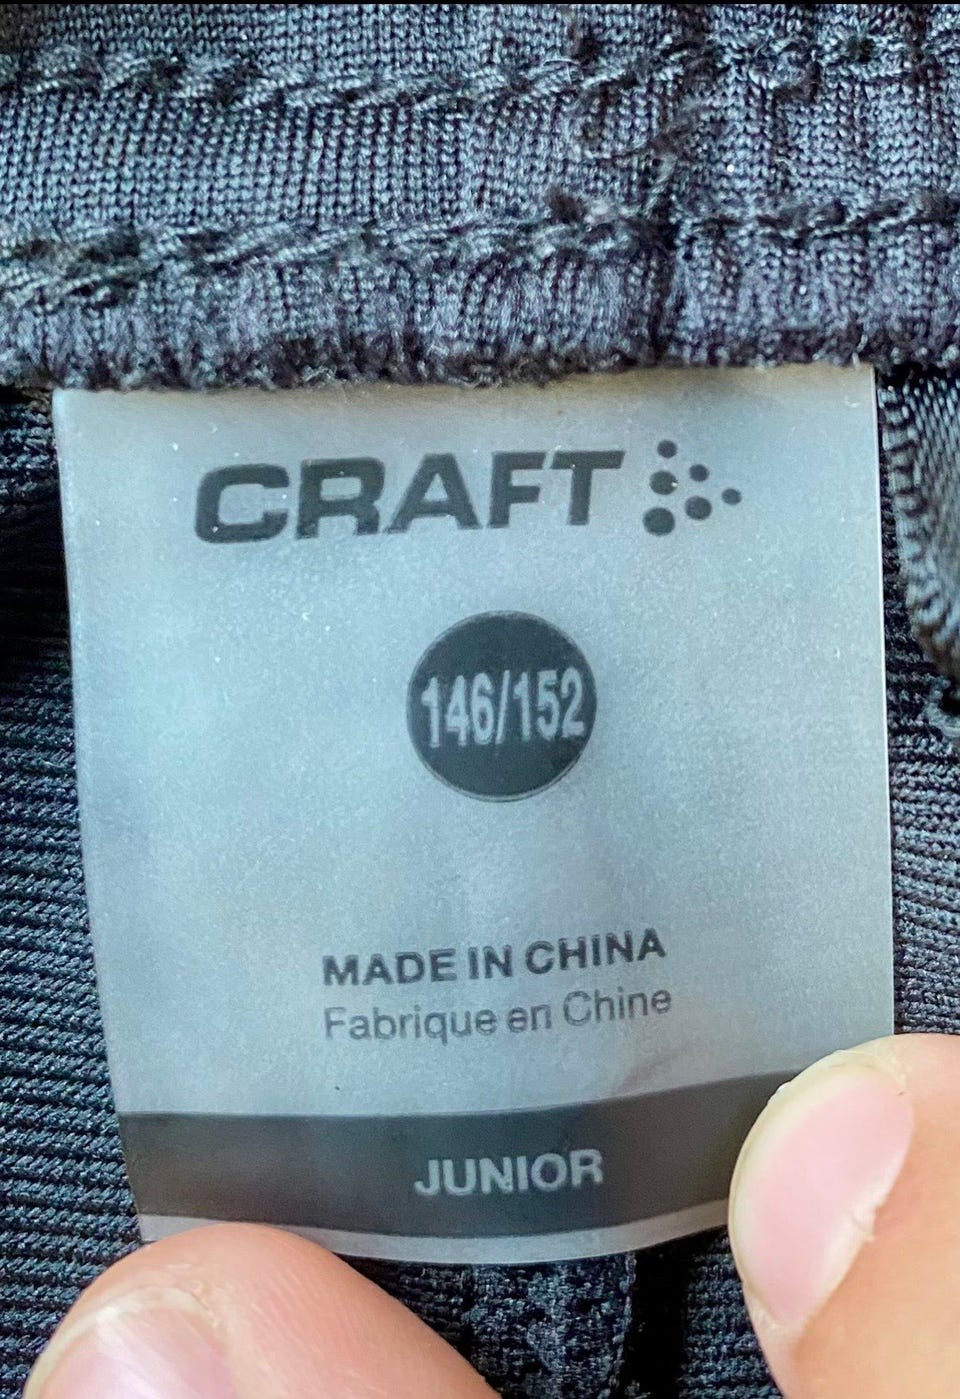 CRAFT
146/152
MADE IN CHINA
Fabrique en Chine
JUNIOR